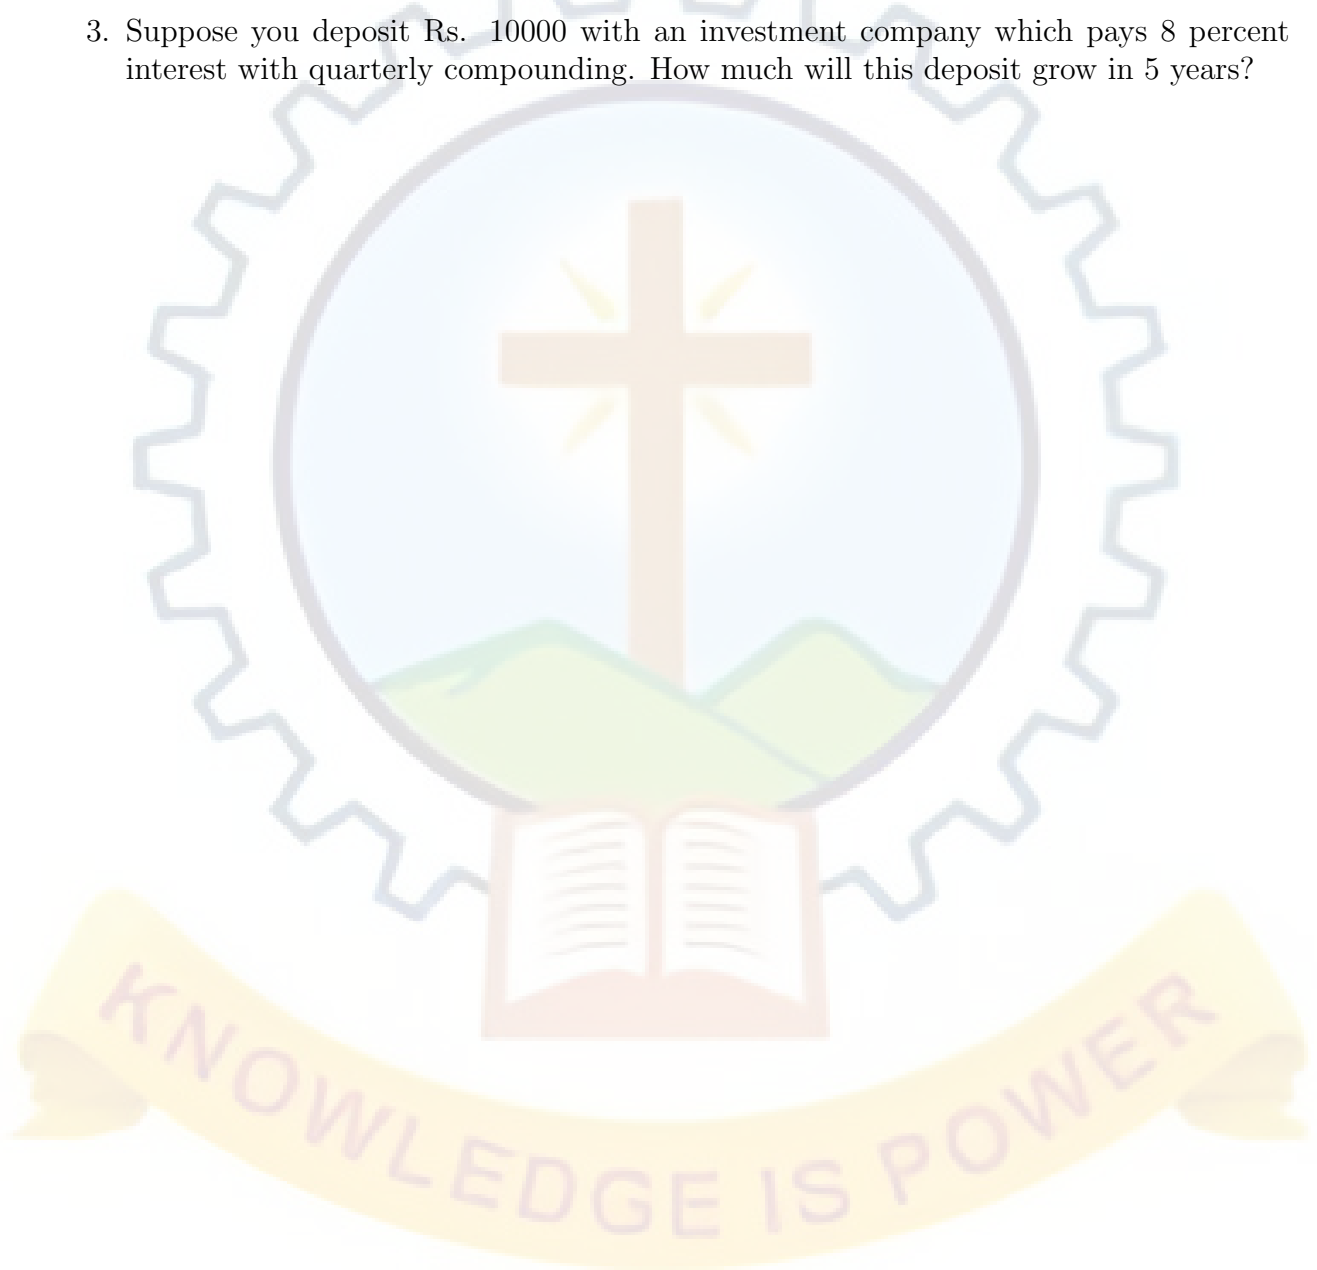 3. Suppose you deposit Rs. 10000 with an investment company which pays 8 percent
interest with quarterly compounding. How much will this deposit grow in 5 years?
KNOWLEDGE IS POWER